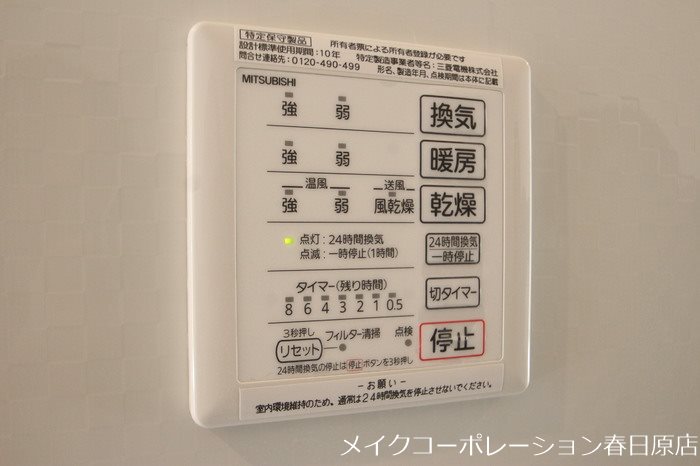 特定保守製品 所有者票による所有者登録が必要です
設計標準使用期間:10年 特定製造事業者等名:三菱電機株式会社
問合せ連絡先:0120-490-499 形名、製造年月、点検期間は本体に記載
MITSUBISHI
強 弱 換気
強 弱 暖房
温風 送風
強 弱 風乾燥 乾燥
点灯:24時間換気
点滅:一時停止(1時間)
24時間換気
一時停止
タイマー(残り時間)
8 6 4 3 2 1 0.5
切タイマー
3秒押し
リセット フィルター清掃 点検
停止
24時間換気の停止は停止ボタンを3秒押し
-お願い-
室内環境維持のため、通常は24時間換気を停止させないでください。
メイクコーポレーション春日原店